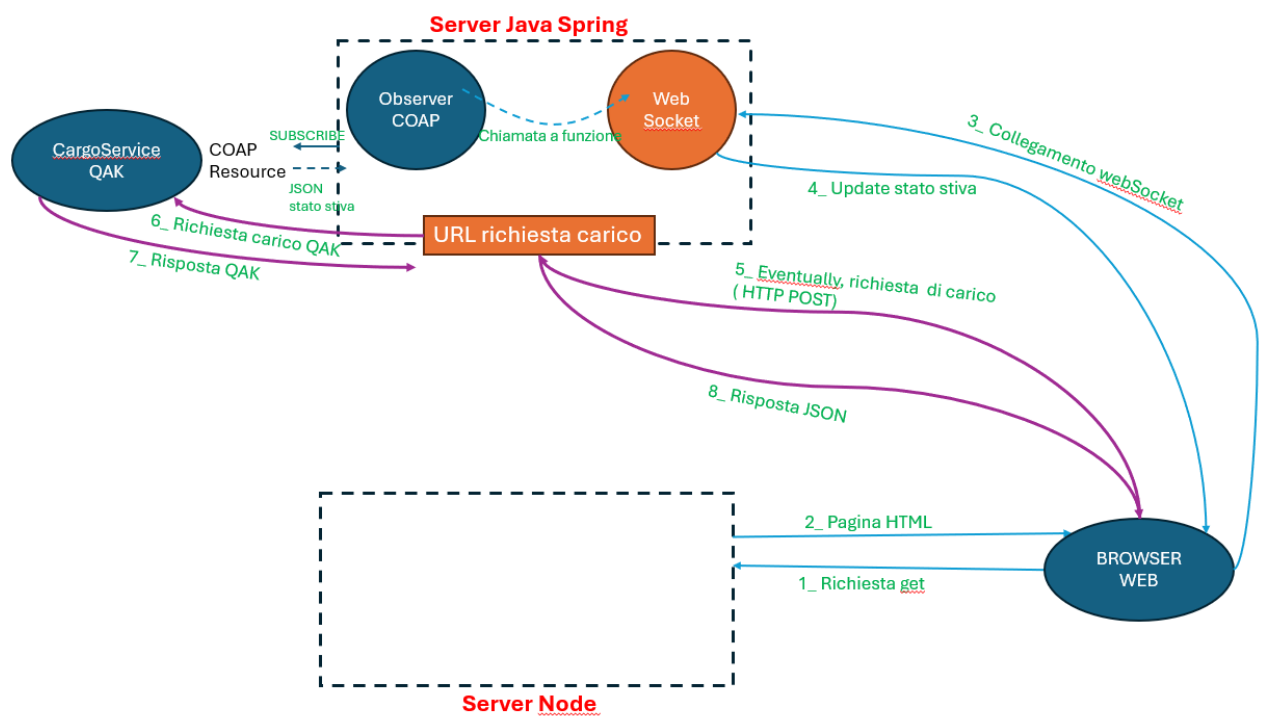 Server Java Spring
Observer
COAP
Web
Socket
Chiamata a funzione
SUBSCRIBE
CargoService
QAK
COAP
Resource
JSON
stato stiva
3_ Collegamento webSocket
4_ Update stato stiva
6_ Richiesta carico QAK
URL richiesta carico
7_ Risposta QAK
5_ Eventually, richiesta di carico
( HTTP POST)
8_ Risposta JSON
2_ Pagina HTML
1_ Richiesta get
BROWSER
WEB
Server Node